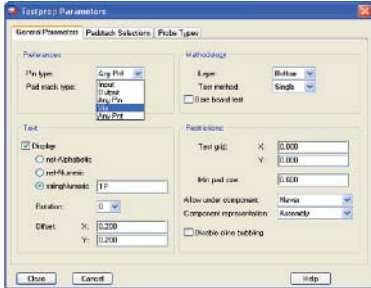 Testprep Parameters
General Parameters Padstack Selections Probe Types
Preferences
Pin type: Any Pnt
Pad stack type:
Input
Output
Any Pin
Via
Any Pnt
Methodology
Layer: Bottom
Test method: Single
Bare board test
Text
Display
net-Alphabetic
net-Numeric
stringNumeric TP
Rotation: 0
Offset X: 0.200
Y: 0.200
Restrictions
Test grid: X: 0.000
Y: 0.000
Min pad size: 0.600
Allow under component: Never
Component representation: Assembly
Disable cline bubbling
Close Cancel Help